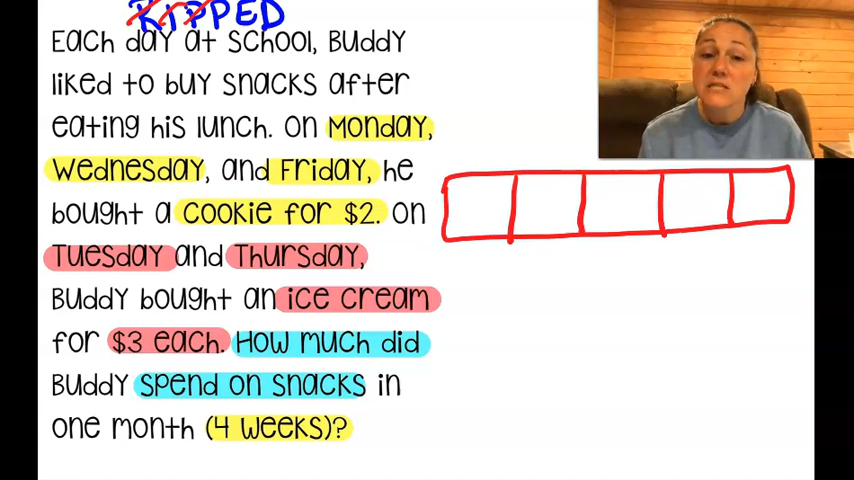 RIPPED
Each day at school, Buddy
liked to buy snacks after
eating his lunch. On Monday,
Wednesday, and Friday, he
bought a cookie for $2. On
Tuesday and Thursday,
Buddy bought an ice cream
for $3 each. How much did
Buddy spend on snacks in
one month (4 weeks)?